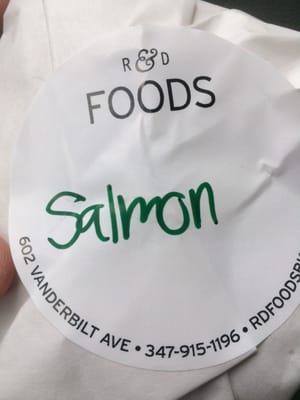 R & D
FOODS
Salmon
602 VANDERBILT AVE • 347-915-1196 •